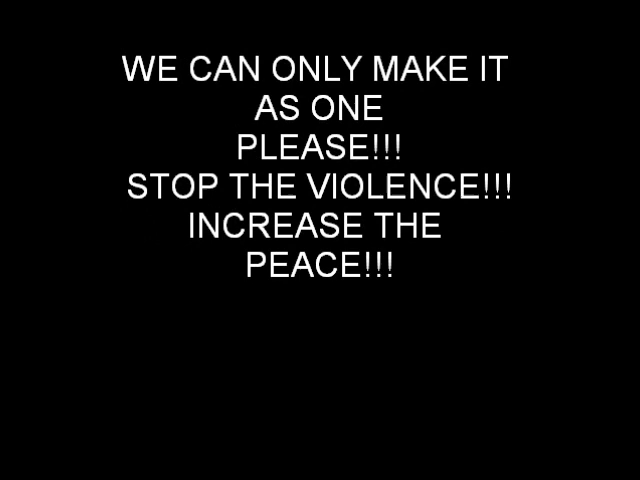 WE CAN ONLY MAKE IT
AS ONE
PLEASE!!!
STOP THE VIOLENCE!!!
INCREASE THE
PEACE!!!